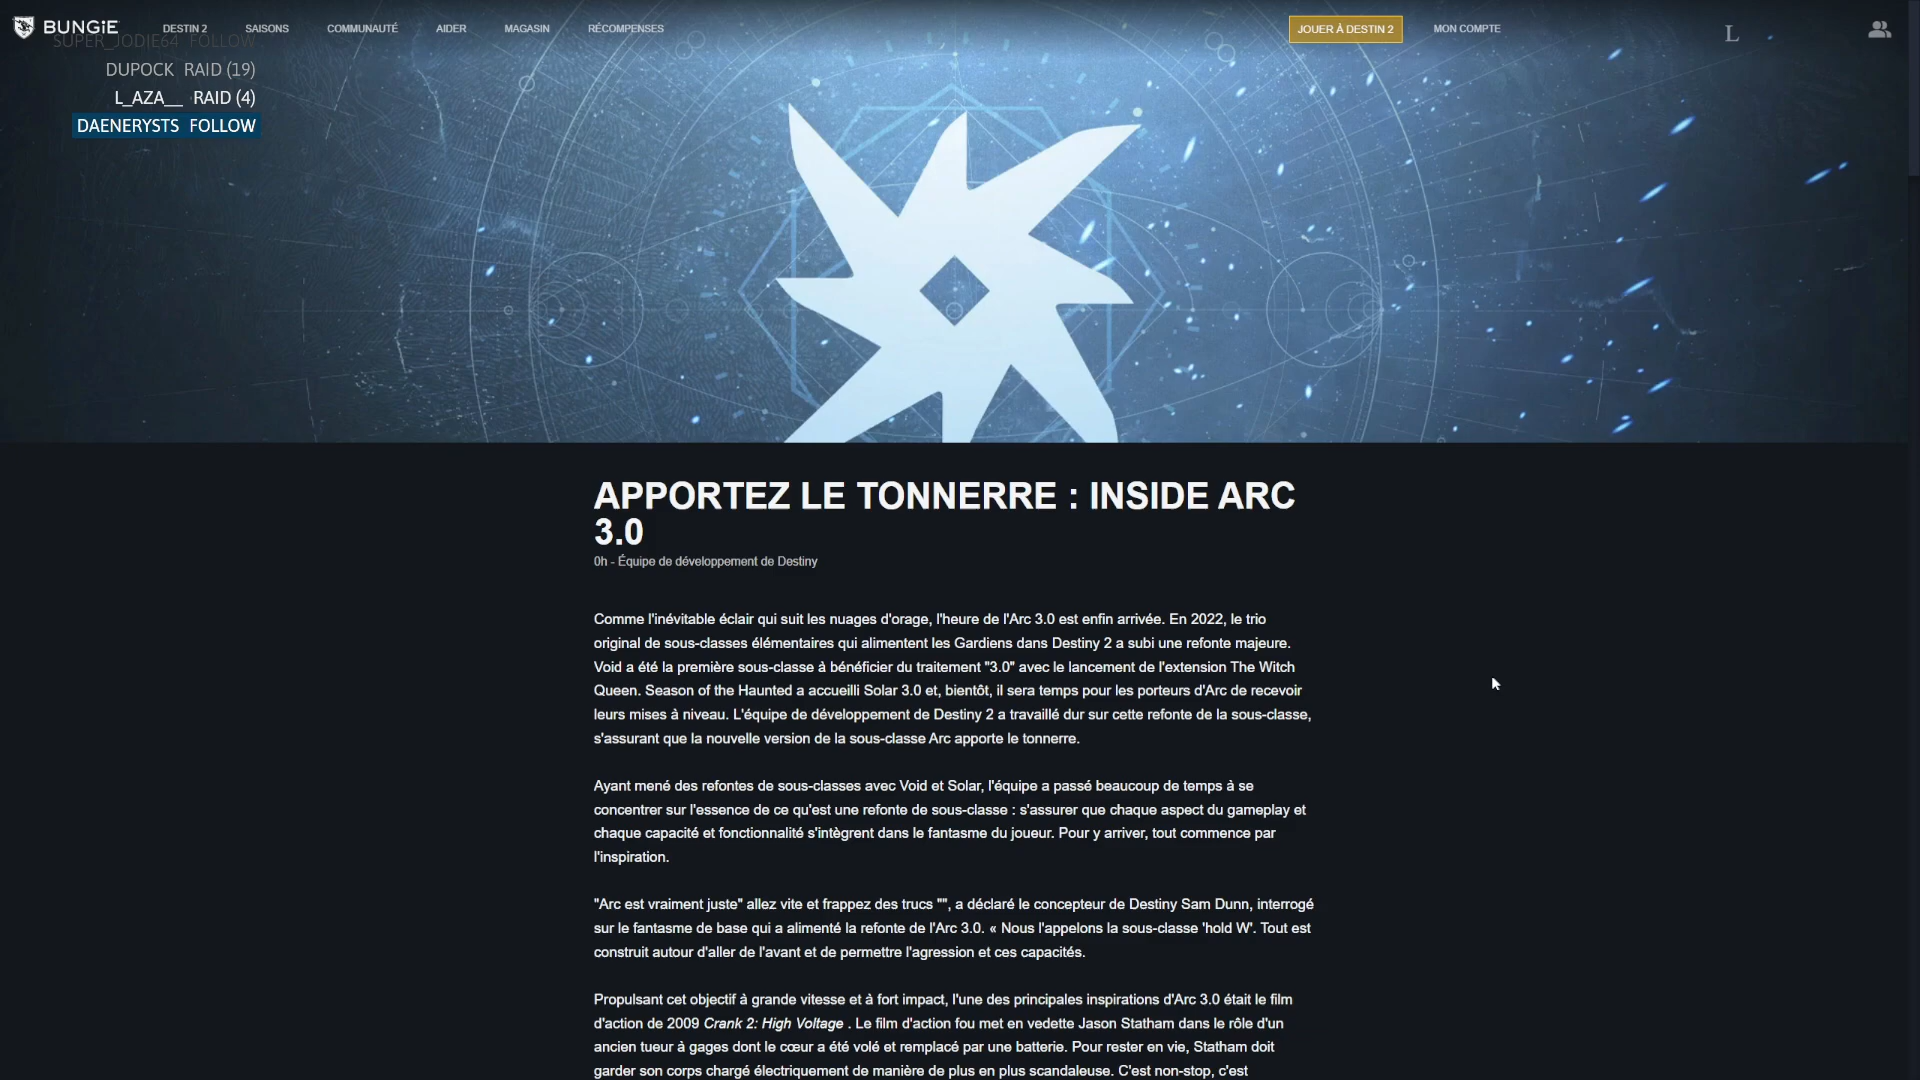 BUNGiE
DESTIN 2 SAISONS COMMUNAUTÉ AIDER MAGASIN RÉCOMPENSES JOUER À DESTIN 2 MON COMPTE L
SUPER_JODIE64 FOLLOW
DUPOCK RAID (19)
L_AZA__ RAID (4)
DAENERYSTS FOLLOW
APPORTEZ LE TONNERRE : INSIDE ARC
3.0
0h - Équipe de développement de Destiny
Comme l'inévitable éclair qui suit les nuages d'orage, l'heure de l'Arc 3.0 est enfin arrivée. En 2022, le trio
original de sous-classes élémentaires qui alimentent les Gardiens dans Destiny 2 a subi une refonte majeure.
Void a été la première sous-classe à bénéficier du traitement "3.0" avec le lancement de l'extension The Witch
Queen. Season of the Haunted a accueilli Solar 3.0 et, bientôt, il sera temps pour les porteurs d'Arc de recevoir
leurs mises à niveau. L'équipe de développement de Destiny 2 a travaillé dur sur cette refonte de la sous-classe,
s'assurant que la nouvelle version de la sous-classe Arc apporte le tonnerre.
Ayant mené des refontes de sous-classes avec Void et Solar, l'équipe a passé beaucoup de temps à se
concentrer sur l'essence de ce qu'est une refonte de sous-classe : s'assurer que chaque aspect du gameplay et
chaque capacité et fonctionnalité s'intègrent dans le fantasme du joueur. Pour y arriver, tout commence par
l'inspiration.
"Arc est vraiment juste" allez vite et frappez des trucs "", a déclaré le concepteur de Destiny Sam Dunn, interrogé
sur le fantasme de base qui a alimenté la refonte de l'Arc 3.0. « Nous l'appelons la sous-classe 'hold W'. Tout est
construit autour d'aller de l'avant et de permettre l'agression et ces capacités.
Propulsant cet objectif à grande vitesse et à fort impact, l'une des principales inspirations d'Arc 3.0 était le film
d'action de 2009 Crank 2: High Voltage . Le film d'action fou met en vedette Jason Statham dans le rôle d'un
ancien tueur à gages dont le cœur a été volé et remplacé par une batterie. Pour rester en vie, Statham doit
garder son corps chargé électriquement de manière de plus en plus scandaleuse. C'est non-stop, c'est